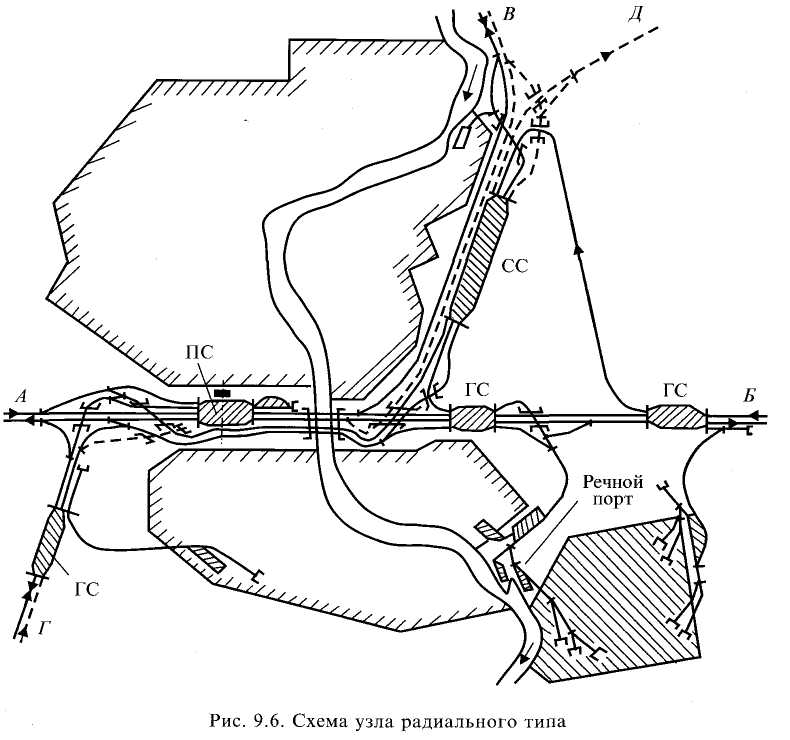 В
Д
СС
ПС
А
ГС
ГС
Б
Речной
порт
ГС
Г
Рис. 9.6. Схема узла радиального типа